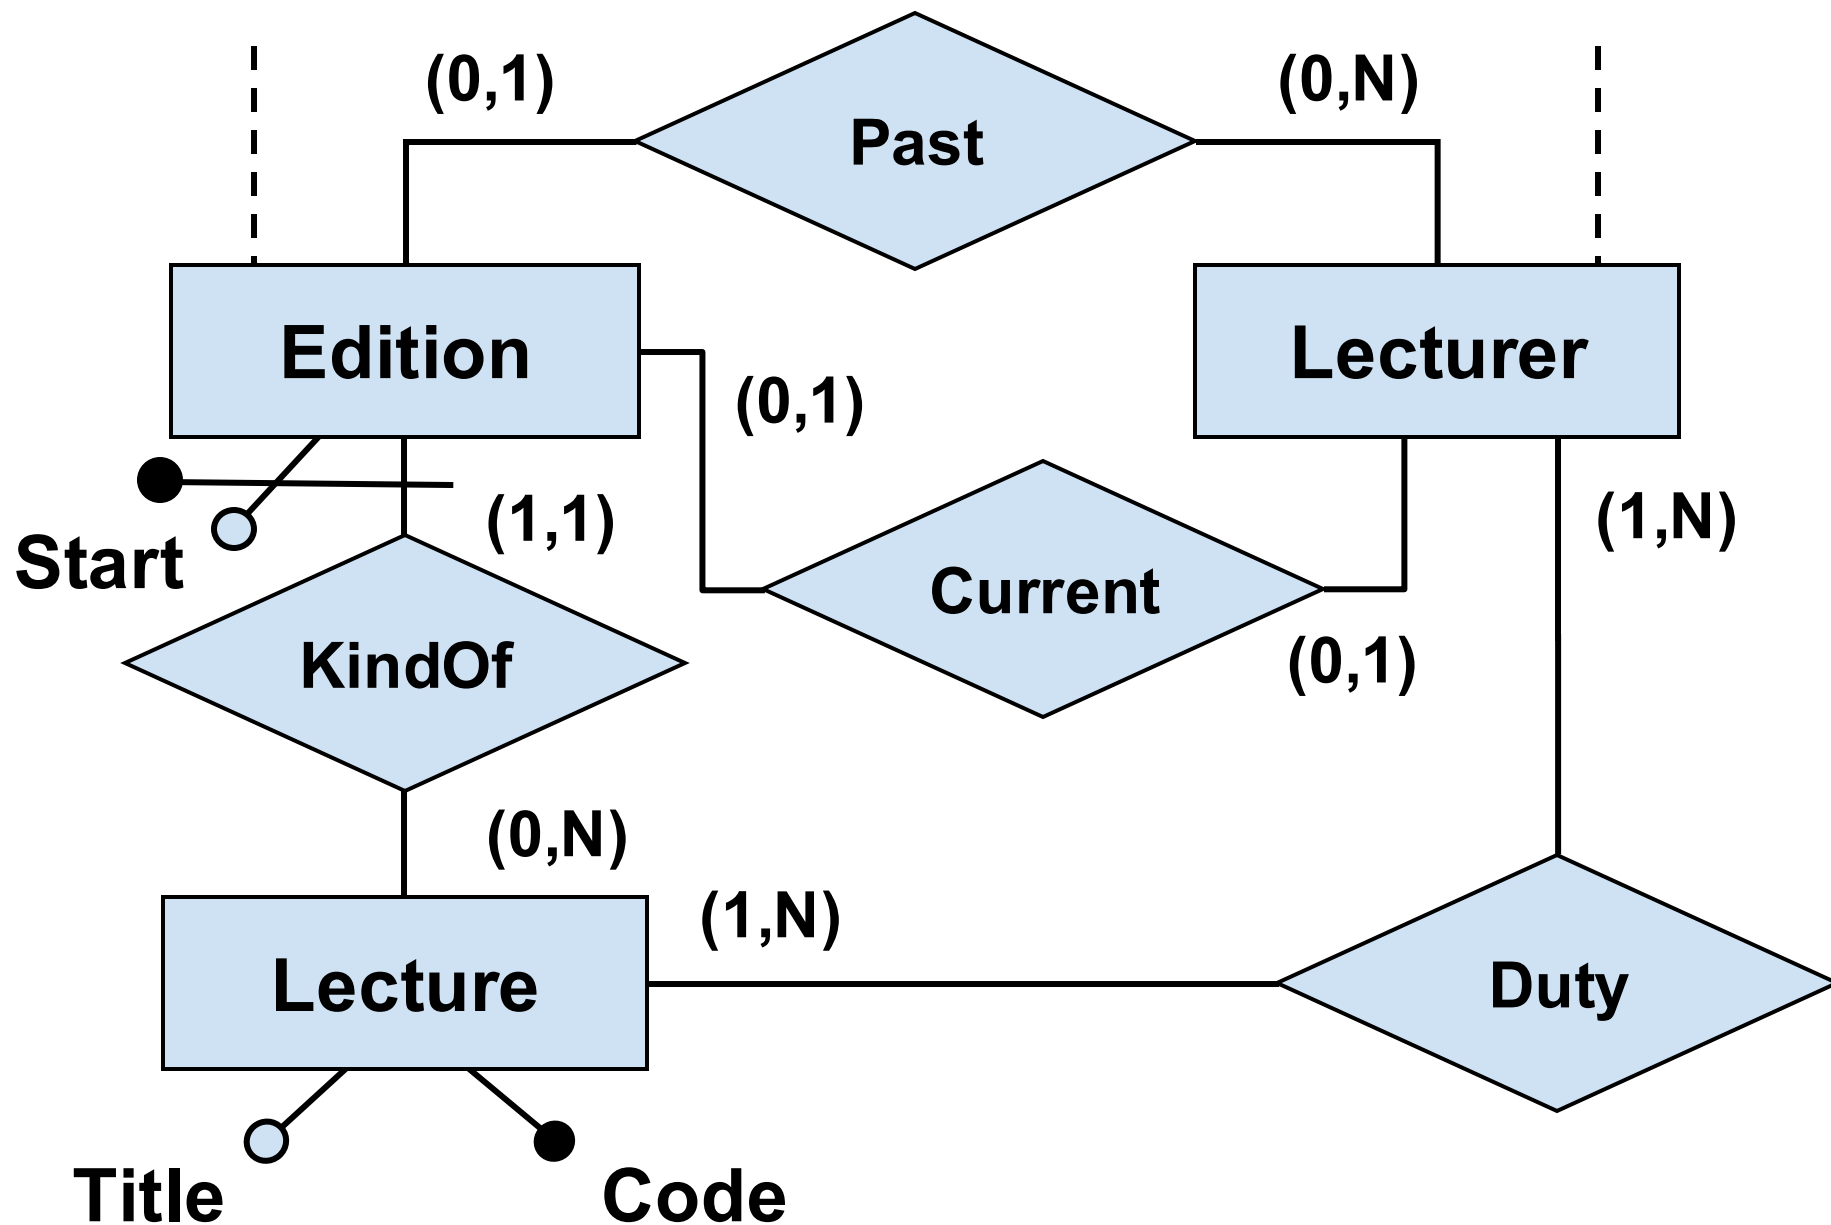 (0,1)
(0,N)
Past
Edition
Lecturer
(0,1)
(1,1)
(1,N)
Start
Current
KindOf
(0,1)
(0,N)
(1,N)
Lecture
Duty
Title
Code